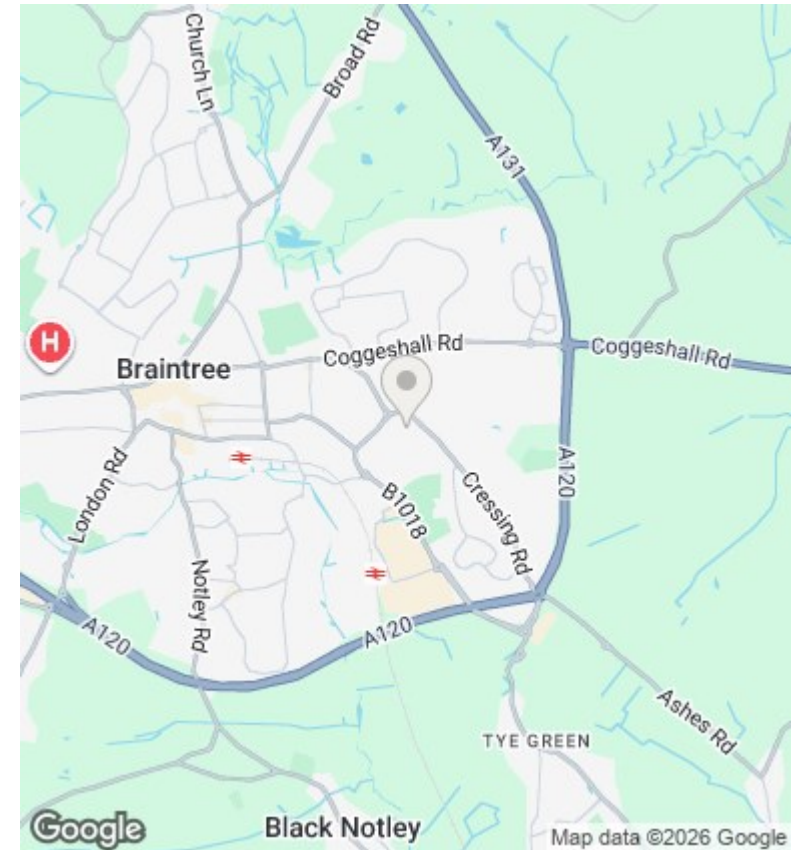 Church Ln
Broad Rd
A131
H
Braintree
Coggeshall Rd
Coggeshall Rd
London Rd
B1018
Cressing Rd
A120
Notley Rd
A120
A120
Ashes Rd
TYE GREEN
Black Notley
Google
Map data ©2026 Google